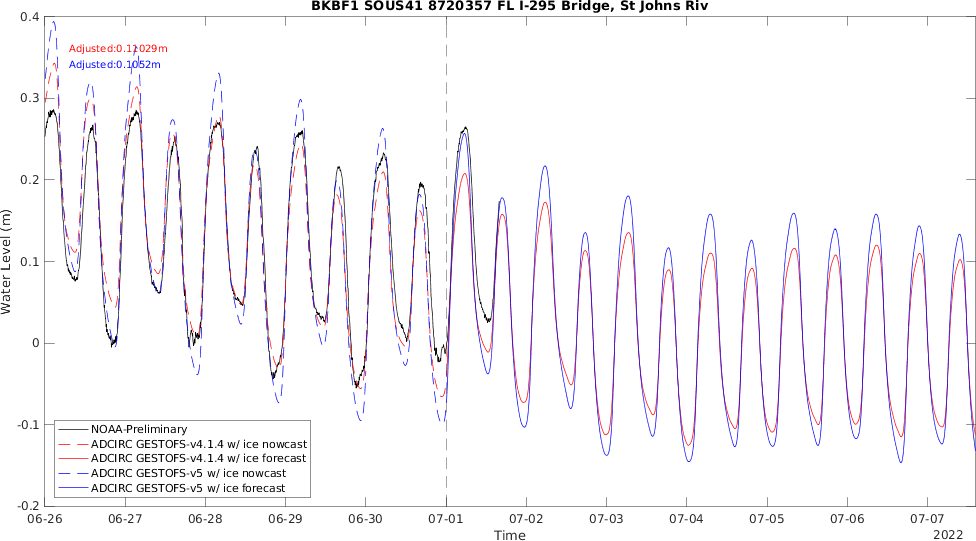 BKBF1 SOUS41 8720357 FL I-295 Bridge, St Johns Riv
0.4
0.3
0.2
0.1
0
-0.1
-0.2
Water Level (m)
Adjusted:0.11029m
Adjusted:0.1052m
NOAA-Preliminary
ADCIRC GESTOFS-v4.1.4 w/ ice nowcast
ADCIRC GESTOFS-v4.1.4 w/ ice forecast
ADCIRC GESTOFS-v5 w/ ice nowcast
ADCIRC GESTOFS-v5 w/ ice forecast
06-26 06-27 06-28 06-29 06-30 07-01 07-02 07-03 07-04 07-05 07-06 07-07
Time
2022